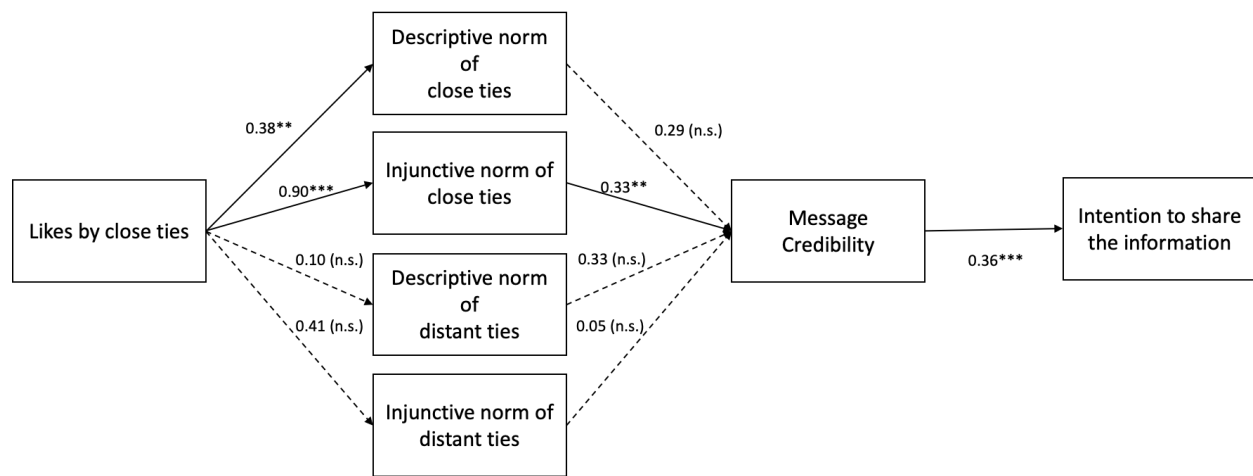 Likes by close ties
0.38**
0.90***
0.10 (n.s.)
0.41 (n.s.)
Descriptive norm
of
close ties
Injunctive norm of
close ties
Descriptive norm
of
distant ties
Injunctive norm of
distant ties
0.29 (n.s.)
0.33**
0.33 (n.s.)
0.05 (n.s.)
Message
Credibility
0.36***
Intention to share
the information